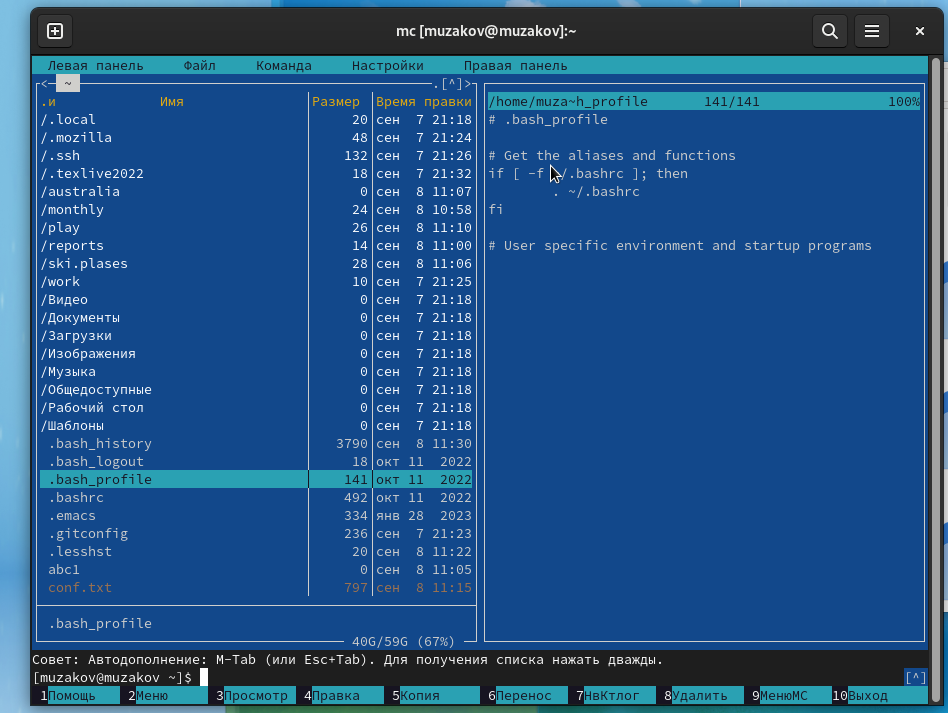 mc [muzakov@muzakov]:~
Левая панель Файл Команда Настройки Правая панель
<─ ~ .[^]>
.и Имя Размер Время правки
/.local 20 сен 7 21:18
/.mozilla 48 сен 7 21:24
/.ssh 132 сен 7 21:26
/.texlive2022 18 сен 7 21:32
/australia 0 сен 8 11:07
/monthly 24 сен 8 10:58
/play 26 сен 8 11:10
/reports 14 сен 8 11:00
/ski.plases 28 сен 8 11:06
/work 10 сен 7 21:25
/Видео 0 сен 7 21:18
/Документы 0 сен 7 21:18
/Загрузки 0 сен 7 21:18
/Изображения 0 сен 7 21:18
/Музыка 0 сен 7 21:18
/Общедоступные 0 сен 7 21:18
/Рабочий стол 0 сен 7 21:18
/Шаблоны 0 сен 7 21:18
.bash_history 3790 сен 8 11:30
.bash_logout 18 окт 11 2022
.bash_profile 141 окт 11 2022
.bashrc 492 окт 11 2022
.emacs 334 янв 28 2023
.gitconfig 236 сен 7 21:23
.lesshst 20 сен 8 11:22
abc1 0 сен 8 11:05
conf.txt 797 сен 8 11:15
.bash_profile
40G/59G (67%)
/home/muza~h_profile 141/141 100%
# .bash_profile
# Get the aliases and functions
if [ -f /.bashrc ]; then
. ~/.bashrc
fi
# User specific environment and startup programs
Совет: Автодополнение: M-Tab (или Esc+Tab). Для получения списка нажать дважды.
[muzakov@muzakov ~]$ [^]
1Помощь 2Меню 3Просмотр 4Правка 5Копия 6Перенос 7НвКтлог 8Удалить 9МенюMC 10Выход